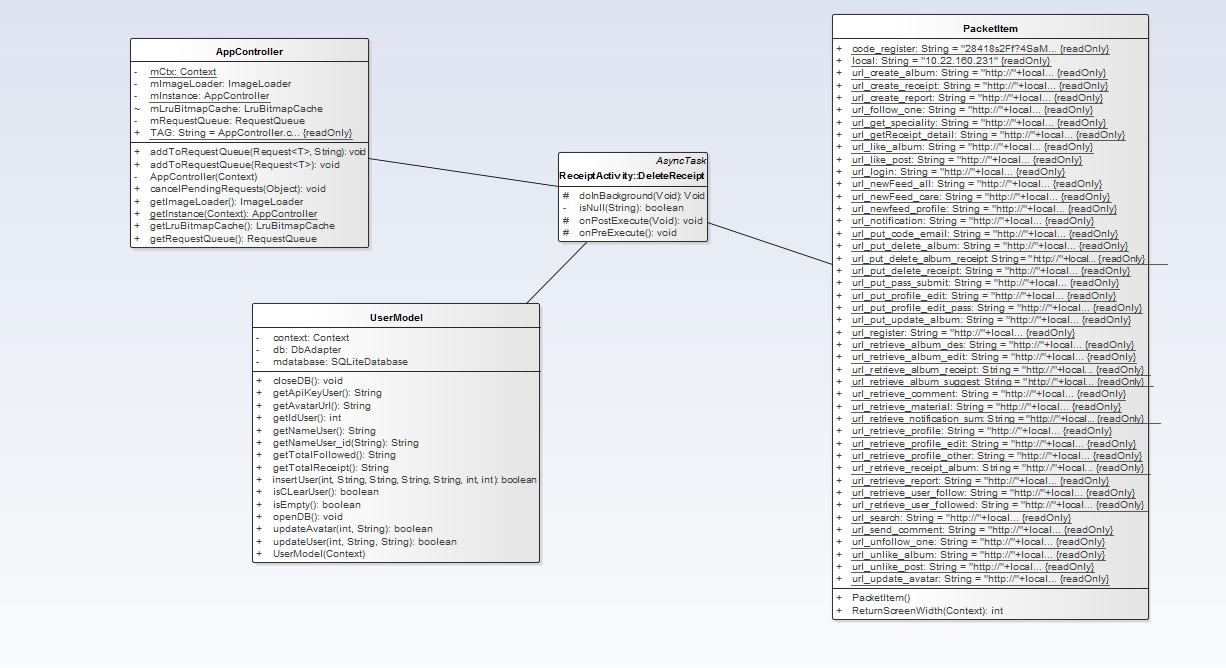 AppController
- mCtx: Context
- mImageLoader: ImageLoader
- mInstance: AppController
~ mLruBitmapCache: LruBitmapCache
- mRequestQueue: RequestQueue
+ TAG: String = AppController.c... {readOnly}
+ addToRequestQueue(Request<T>, String): void
+ addToRequestQueue(Request<T>): void
- AppController(Context)
+ cancelPendingRequests(Object): void
+ getImageLoader(): ImageLoader
+ getInstance(Context): AppController
+ getLruBitmapCache(): LruBitmapCache
+ getRequestQueue(): RequestQueue
AsyncTask
ReceiptActivity::DeleteReceipt
# doInBackground(Void): Void
- isNull(String): boolean
# onPostExecute(Void): void
# onPreExecute(): void
UserModel
- context: Context
- db: DbAdapter
- mdatabase: SQLiteDatabase
+ closeDB(): void
+ getApiKeyUser(): String
+ getAvatarUrl(): String
+ getIdUser(): int
+ getNameUser(): String
+ getNameUser_id(String): String
+ getTotalFollowed(): String
+ getTotalReceipt(): String
+ insertUser(int, String, String, String, String, int, int): boolean
+ isCLearUser(): boolean
+ isEmpty(): boolean
+ openDB(): void
+ updateAvatar(int, String): boolean
+ updateUser(int, String, String): boolean
+ UserModel(Context)
PacketItem
+ code_register: String = "28418s2Ff?4SaM... {readOnly}
+ local: String = "10.22.160.231" {readOnly}
+ url_create_album: String = "http://"+local... {readOnly}
+ url_create_receipt: String = "http://"+local... {readOnly}
+ url_create_report: String = "http://"+local... {readOnly}
+ url_follow_one: String = "http://"+local... {readOnly}
+ url_get_speciality: String = "http://"+local... {readOnly}
+ url_getReceipt_detail: String = "http://"+local... {readOnly}
+ url_like_album: String = "http://"+local... {readOnly}
+ url_like_post: String = "http://"+local... {readOnly}
+ url_login: String = "http://"+local... {readOnly}
+ url_newFeed_all: String = "http://"+local... {readOnly}
+ url_newFeed_care: String = "http://"+local... {readOnly}
+ url_newfeed_profile: String = "http://"+local... {readOnly}
+ url_notification: String = "http://"+local... {readOnly}
+ url_put_code_email: String = "http://"+local... {readOnly}
+ url_put_delete_album: String = "http://"+local... {readOnly}
+ url_put_delete_album_receipt: String = "http://"+local... {readOnly}
+ url_put_delete_receipt: String = "http://"+local... {readOnly}
+ url_put_pass_submit: String = "http://"+local... {readOnly}
+ url_put_profile_edit: String = "http://"+local... {readOnly}
+ url_put_profile_edit_pass: String = "http://"+local... {readOnly}
+ url_put_update_album: String = "http://"+local... {readOnly}
+ url_register: String = "http://"+local... {readOnly}
+ url_retrieve_album_des: String = "http://"+local... {readOnly}
+ url_retrieve_album_edit: String = "http://"+local... {readOnly}
+ url_retrieve_album_receipt: String = "http://"+local... {readOnly}
+ url_retrieve_album_suggest: String = "http://"+local... {readOnly}
+ url_retrieve_comment: String = "http://"+local... {readOnly}
+ url_retrieve_material: String = "http://"+local... {readOnly}
+ url_retrieve_notification_sum: String = "http://"+local... {readOnly}
+ url_retrieve_profile: String = "http://"+local... {readOnly}
+ url_retrieve_profile_edit: String = "http://"+local... {readOnly}
+ url_retrieve_profile_other: String = "http://"+local... {readOnly}
+ url_retrieve_receipt_album: String = "http://"+local... {readOnly}
+ url_retrieve_report: String = "http://"+local... {readOnly}
+ url_retrieve_user_follow: String = "http://"+local... {readOnly}
+ url_retrieve_user_followed: String = "http://"+local... {readOnly}
+ url_search: String = "http://"+local... {readOnly}
+ url_send_comment: String = "http://"+local... {readOnly}
+ url_unfollow_one: String = "http://"+local... {readOnly}
+ url_unlike_album: String = "http://"+local... {readOnly}
+ url_unlike_post: String = "http://"+local... {readOnly}
+ url_update_avatar: String = "http://"+local... {readOnly}
+ PacketItem()
+ ReturnScreenWidth(Context): int